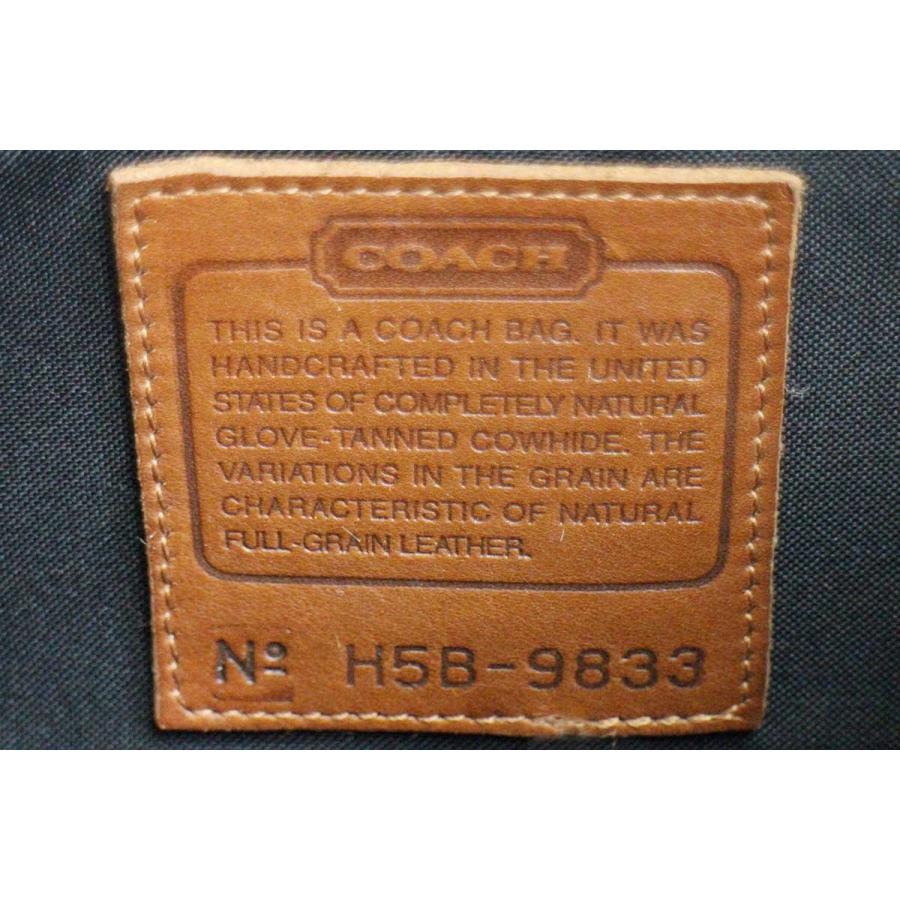 COACH
THIS IS A COACH BAG. IT WAS
HANDCRAFTED IN THE UNITED
STATES OF COMPLETELY NATURAL
GLOVE-TANNED COWHIDE. THE
VARIATIONS IN THE GRAIN ARE
CHARACTERISTIC OF NATURAL
FULL-GRAIN LEATHER.
Nº H5B-9833